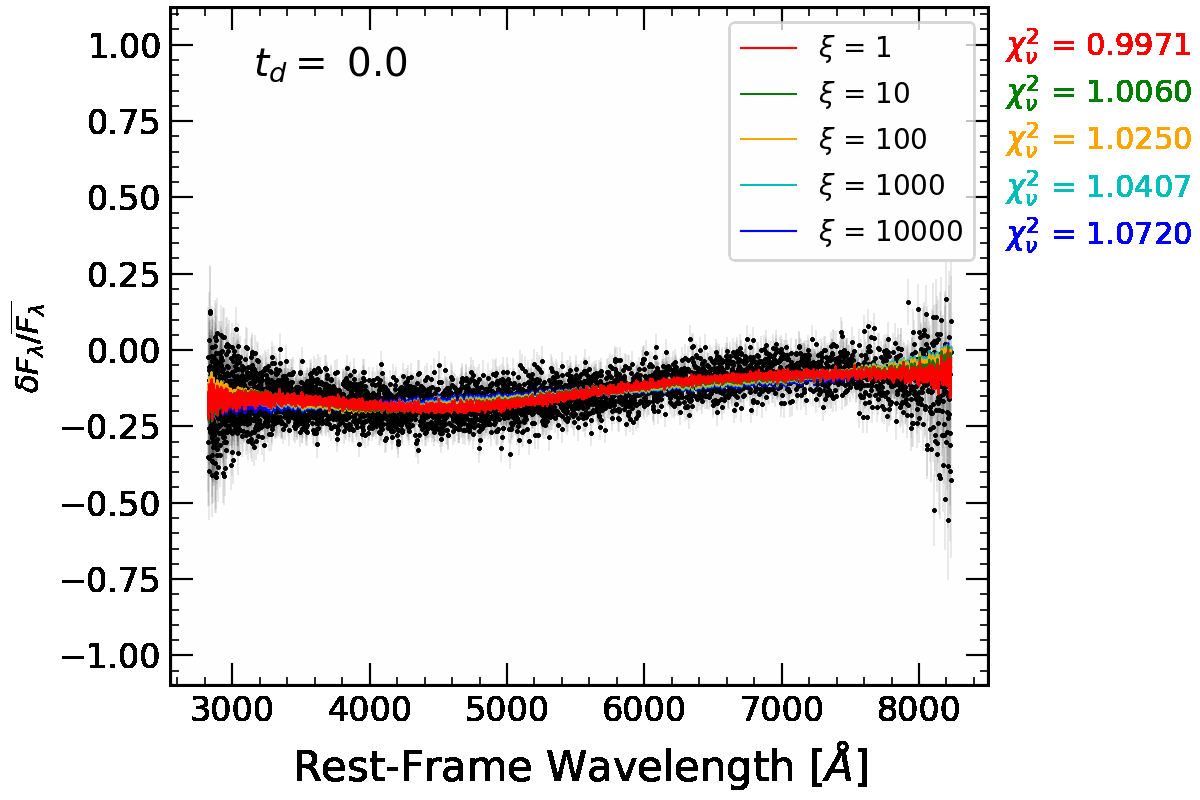 t_d = 0.0
ξ = 1
ξ = 10
ξ = 100
ξ = 1000
ξ = 10000
χ²_ν = 0.9971
χ²_ν = 1.0060
χ²_ν = 1.0250
χ²_ν = 1.0407
χ²_ν = 1.0720
1.00
0.75
0.50
0.25
0.00
−0.25
−0.50
−0.75
−1.00
δF_λ/F̅_λ̅
3000 4000 5000 6000 7000 8000
Rest-Frame Wavelength [Å]